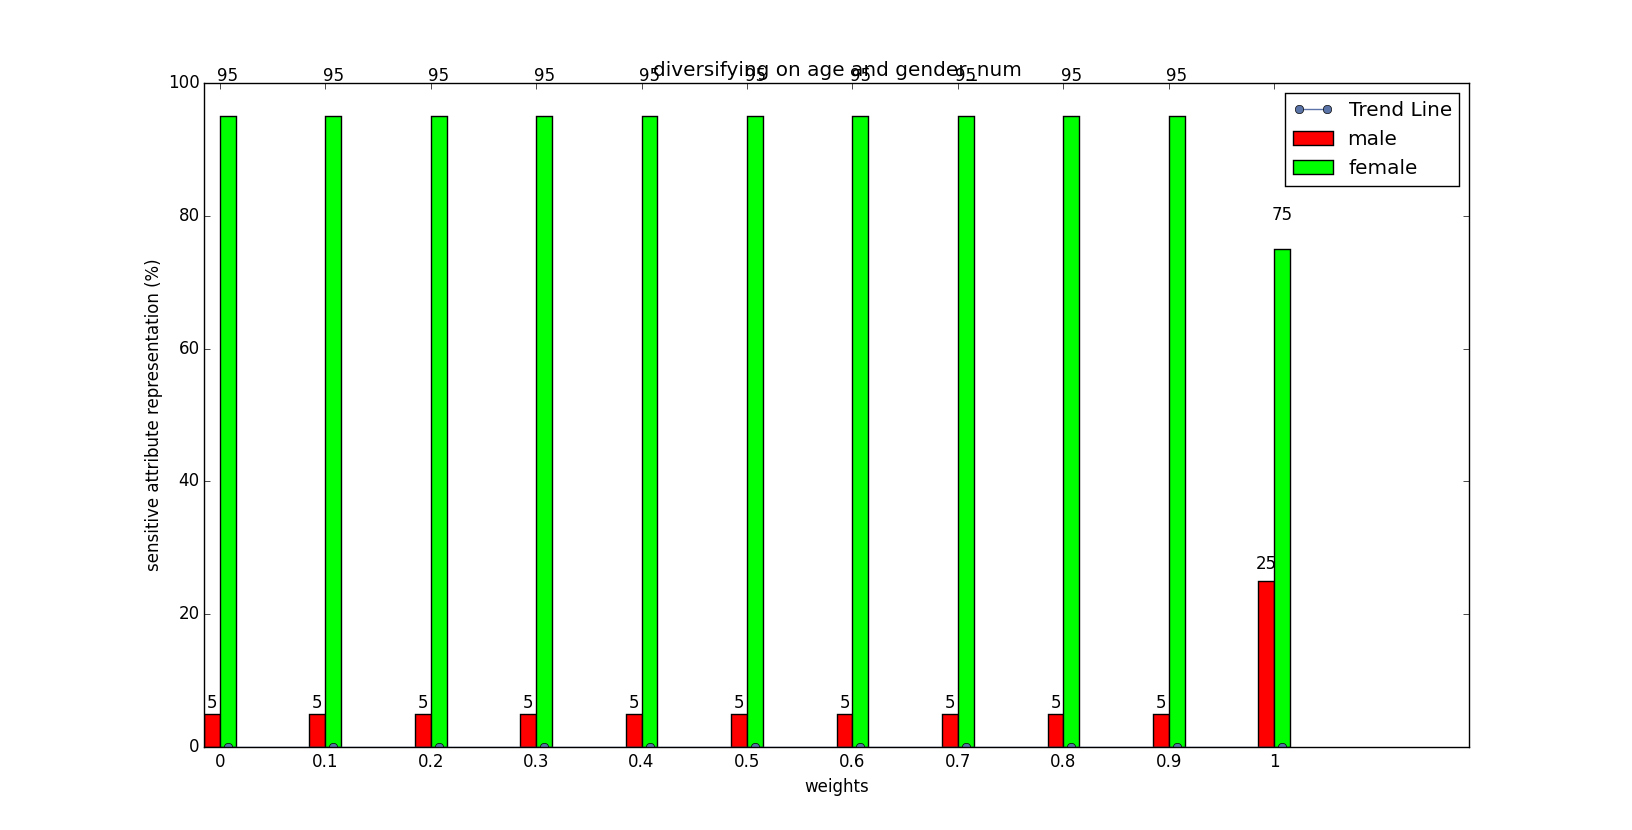 diversifying on age and gender_num
95 95 95 95 95 95 95 95 95 95
100
80
60
40
20
0
sensitive attribute representation (%)
Trend Line
male
female
75
25
5 5 5 5 5 5 5 5 5 5
0 0.1 0.2 0.3 0.4 0.5 0.6 0.7 0.8 0.9 1
weights